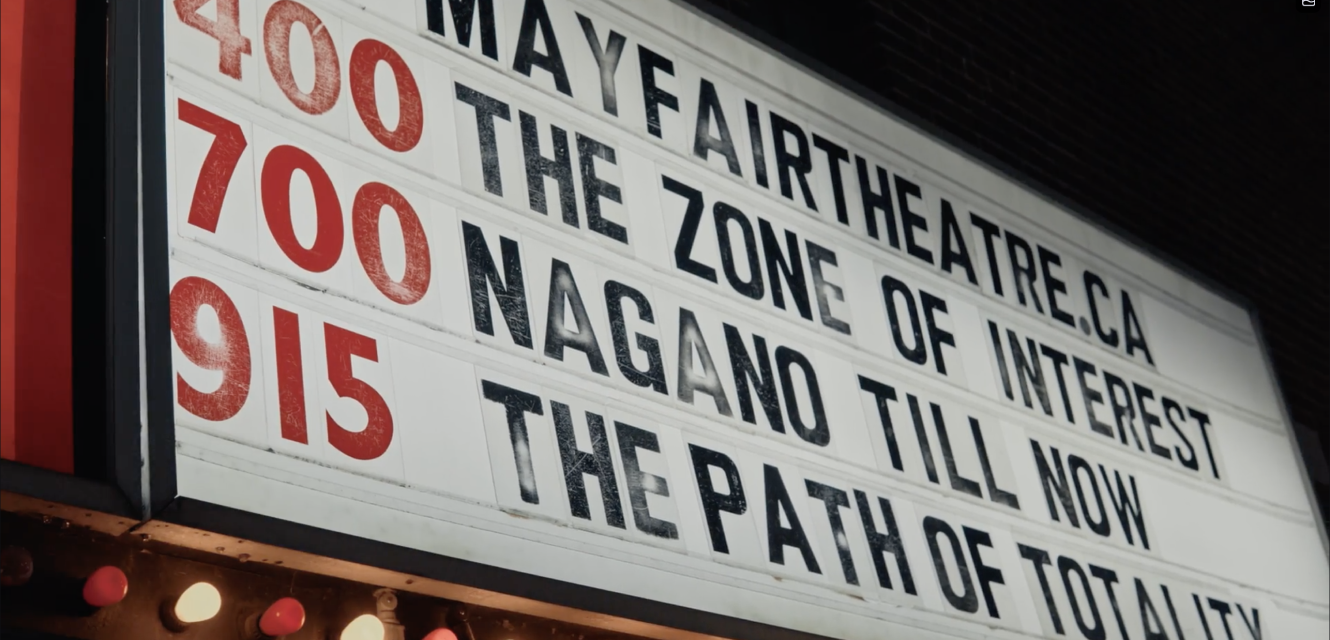 MAYFAIRTHEATRE.CA
400 THE ZONE OF INTEREST
700 NAGANO TILL NOW
915 THE PATH OF TOTALITY